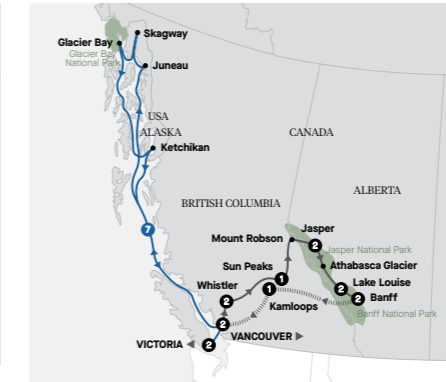 Skagway
Glacier Bay
Glacier Bay
National Park
Juneau
USA
ALASKA
CANADA
Ketchikan
ALBERTA
BRITISH COLUMBIA
7
Mount Robson
Jasper
2
Jasper National Park
Sun Peaks
1
Athabasca Glacier
Whistler
2
1
2
Lake Louise
2
Banff
Kamloops
Banff National Park
2
VANCOUVER
VICTORIA
2